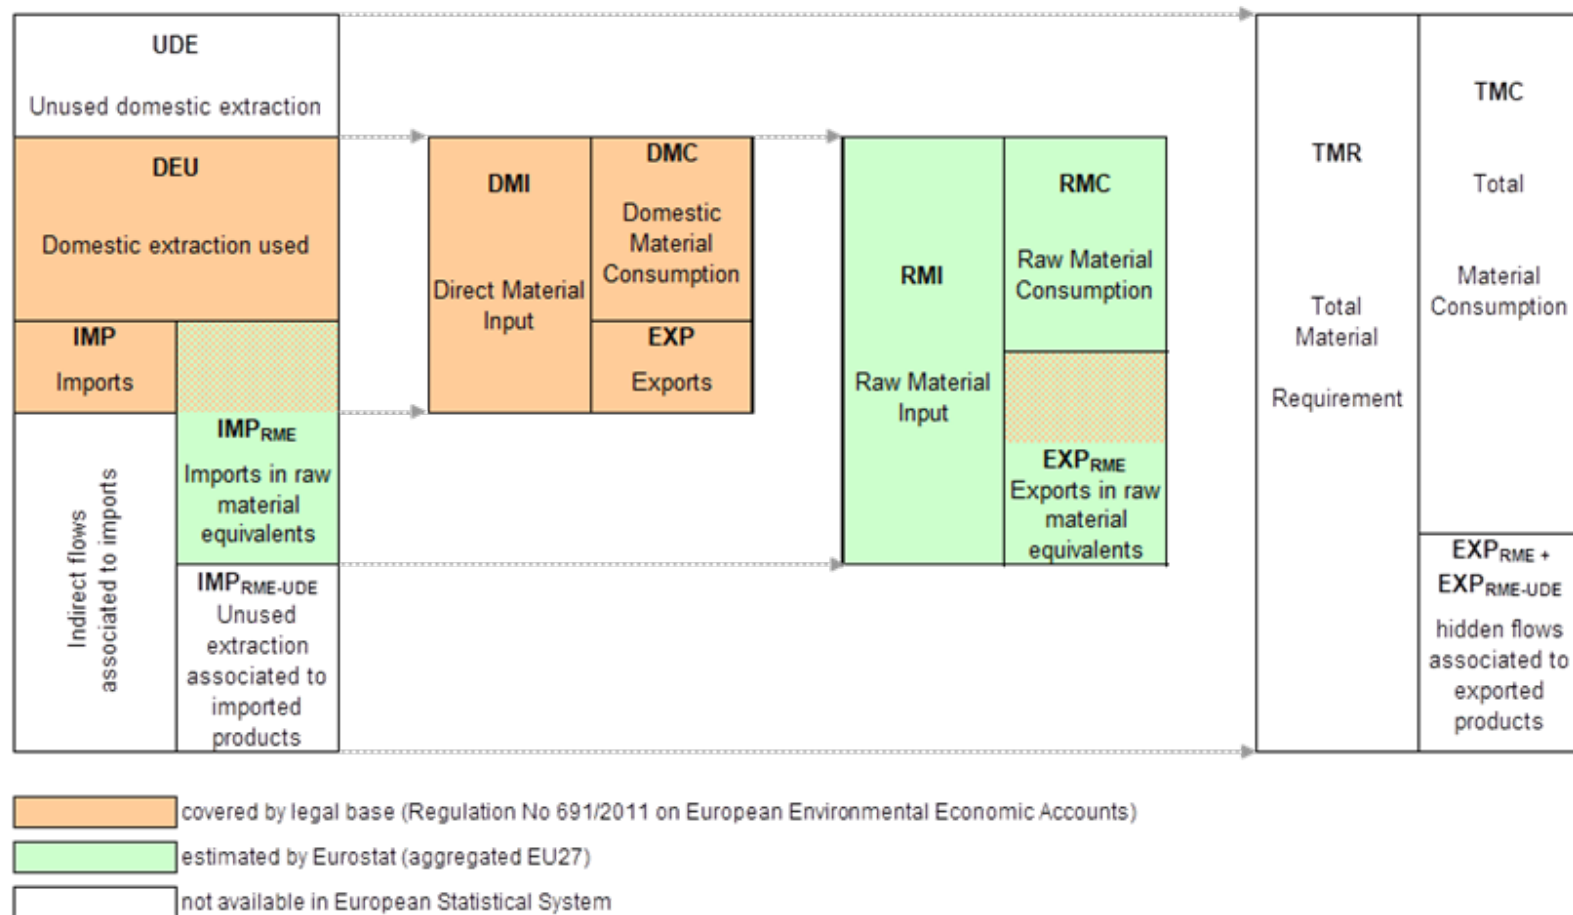 UDE
Unused domestic extraction
DEU
Domestic extraction used
IMP
Imports
IMPRME
Imports in raw
material
equivalents
Indirect flows
associated to imports
IMPRME-UDE
Unused
extraction
associated to
imported
products
DMI
Direct Material
Input
DMC
Domestic
Material
Consumption
EXP
Exports
RMI
Raw Material
Input
RMC
Raw Material
Consumption
EXPRME
Exports in raw
material
equivalents
TMR
Total
Material
Requirement
TMC
Total
Material
Consumption
EXPRME +
EXPRME-UDE
hidden flows
associated to
exported
products
covered by legal base (Regulation No 691/2011 on European Environmental Economic Accounts)
estimated by Eurostat (aggregated EU27)
not available in European Statistical System